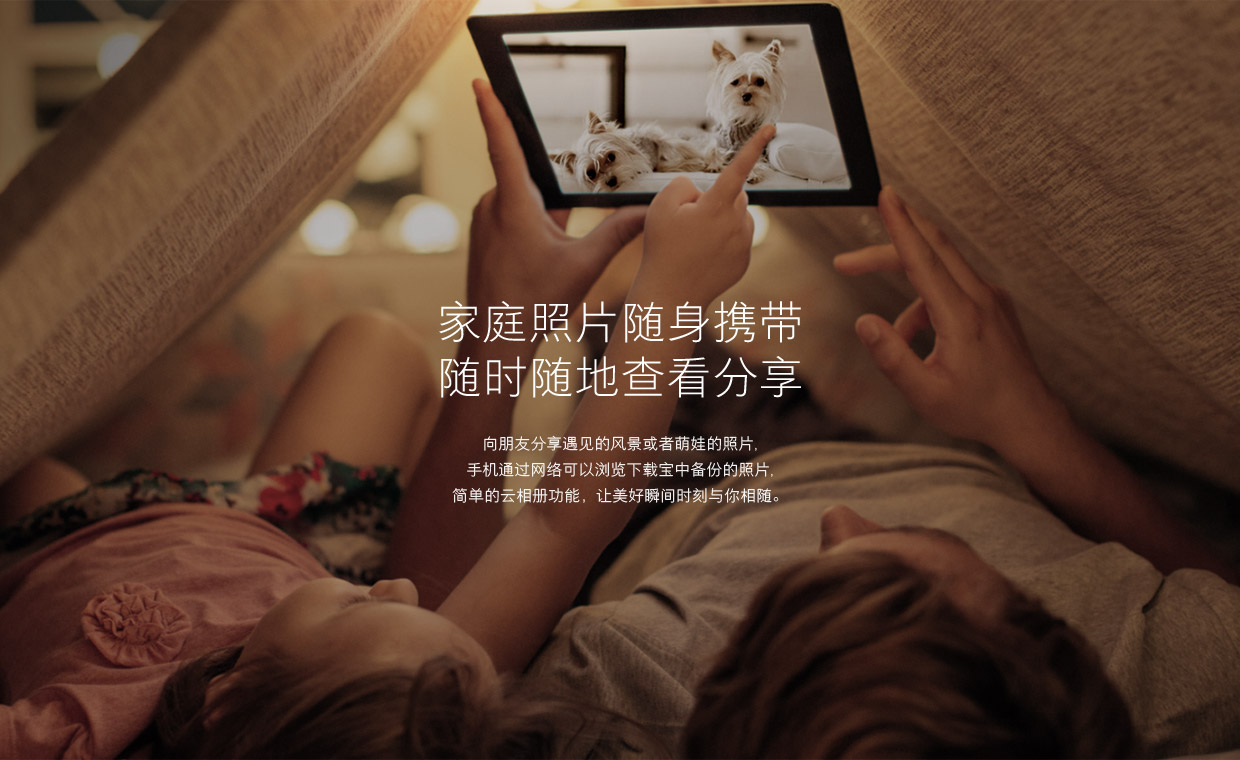 家庭照片随身携带
随时随地查看分享
向朋友分享遇见的风景或者萌娃的照片,
手机通过网络可以浏览下载宝中备份的照片,
简单的云相册功能，让美好瞬间时刻与你相随。